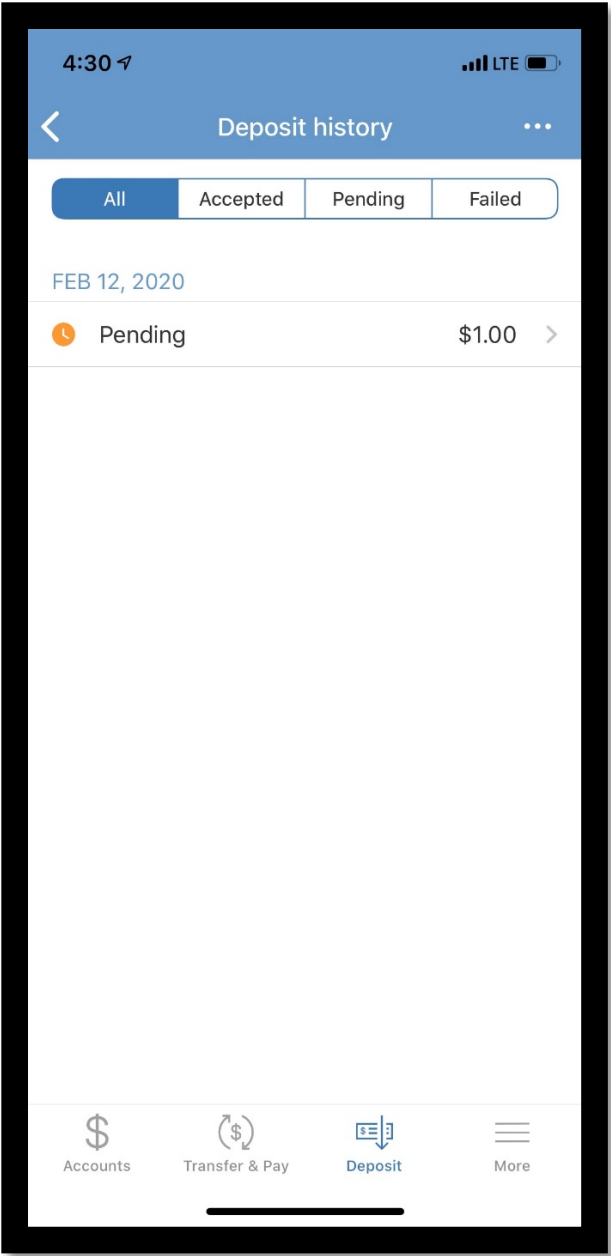 4:30 LTE
Deposit history
All Accepted Pending Failed
FEB 12, 2020
Pending $1.00
$ $ $
Accounts Transfer & Pay Deposit More